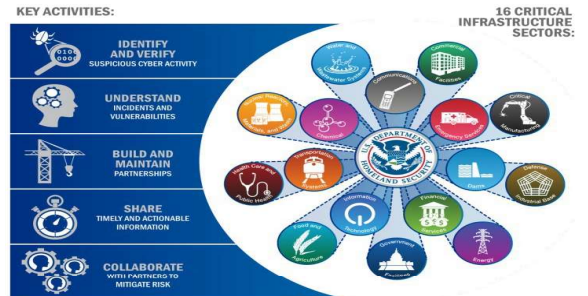 KEY ACTIVITIES:
16 CRITICAL
INFRASTRUCTURE
SECTORS:
IDENTIFY
AND VERIFY
SUSPICIOUS CYBER ACTIVITY
UNDERSTAND
INCIDENTS AND
VULNERABILITIES
BUILD AND
MAINTAIN
PARTNERSHIPS
SHARE
TIMELY AND ACTIONABLE
INFORMATION
COLLABORATE
WITH PARTNERS TO
MITIGATE RISK
Water and
Wastewater Systems
Commercial
Facilities
Communications
Materials, and Waste
Chemical
Emergency Services
Critical
Manufacturing
U.S. DEPARTMENT OF
HOMELAND SECURITY
Health Care and
Public Health
Transportation
Systems
Dams
Defense
Industrial Base
Information
Technology
Financial
Services
Food and
Agriculture
Government
Facilities
Energy